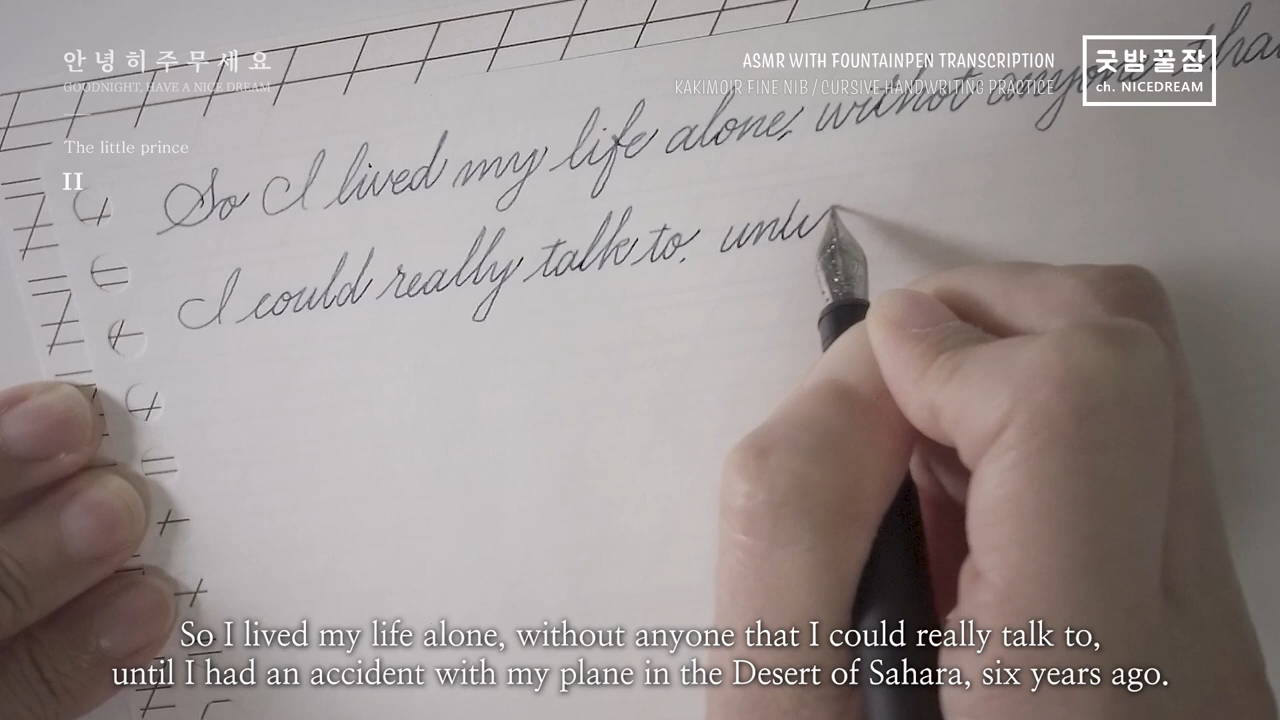 안녕히주무세요
GOODNIGHT, HAVE A NICE DREAM
The little prince
II
ASMR WITH FOUNTAINPEN TRANSCRIPTION
KAKIMOIR FINE NIB / CURSIVE HANDWRITING PRACTICE
굿밤꿀잠
ch. NICEDREAM
So I lived my life alone, withot anyone tha
I could really talk to, unti
So I lived my life alone, without anyone that I could really talk to,
until I had an accident with my plane in the Desert of Sahara, six years ago.